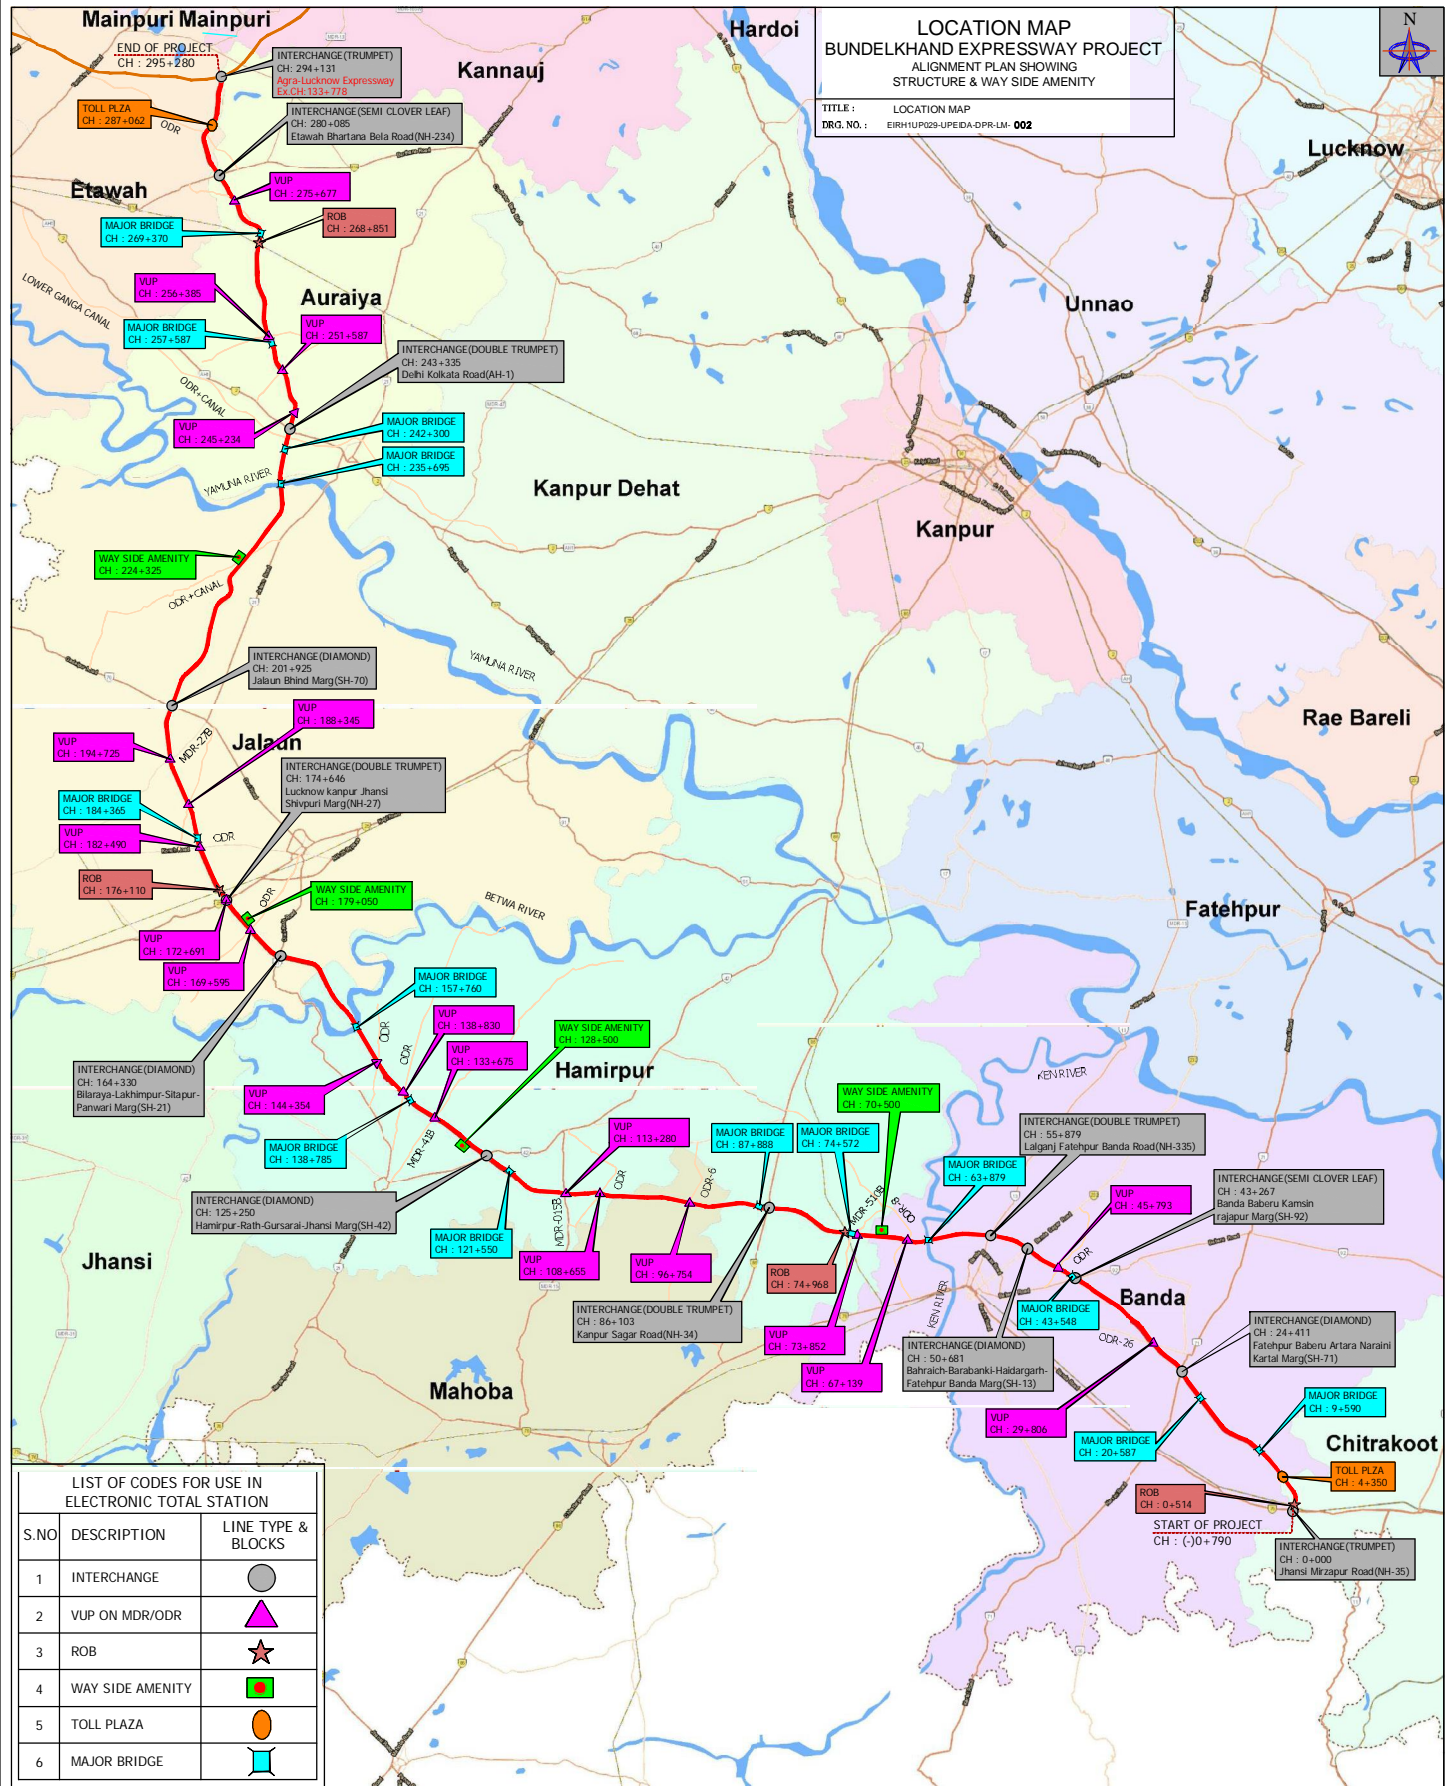 LOCATION MAP
BUNDELKHAND EXPRESSWAY PROJECT
ALIGNMENT PLAN SHOWING
STRUCTURE & WAY SIDE AMENITY
TITLE : LOCATION MAP
DRG. NO. : EIRH1UP029-UPEIDA-DPR-LM- 002
N
Mainpuri Mainpuri
Hardoi
Kannauj
Lucknow
END OF PROJECT
CH : 295+280
INTERCHANGE(TRUMPET)
CH: 294+131
Agra-Lucknow Expressway
Ex.CH:133+778
TOLL PLZA
CH : 287+062
ODR
INTERCHANGE(SEMI CLOVER LEAF)
CH: 280+085
Etawah Bhartana Bela Road(NH-234)
Etawah
VUP
CH : 275+677
ROB
CH : 268+851
MAJOR BRIDGE
CH : 269+370
LOWER GANGA CANAL
VUP
CH : 256+385
Auraiya
Unnao
MAJOR BRIDGE
CH : 257+587
VUP
CH : 251+587
INTERCHANGE(DOUBLE TRUMPET)
CH: 243+335
Delhi Kolkata Road(AH-1)
ODR+CANAL
VUP
CH : 245+234
MAJOR BRIDGE
CH : 242+300
MAJOR BRIDGE
CH : 235+695
YAMUNA RIVER
Kanpur Dehat
Kanpur
WAY SIDE AMENITY
CH : 224+325
ODR+CANAL
YAMUNA RIVER
INTERCHANGE(DIAMOND)
CH: 201+925
Jalaun Bhind Marg(SH-70)
Rae Bareli
VUP
CH : 188+345
VUP
CH : 194+725
MDR-27B
Jalaun
INTERCHANGE(DOUBLE TRUMPET)
CH: 174+646
Lucknow kanpur Jhansi
Shivpuri Marg(NH-27)
MAJOR BRIDGE
CH : 184+365
VUP
CH : 182+490
ODR
ROB
CH : 176+110
WAY SIDE AMENITY
CH : 179+050
ODR
BETWA RIVER
Fatehpur
VUP
CH : 172+691
VUP
CH : 169+595
MAJOR BRIDGE
CH : 157+760
ODR
VUP
CH : 138+830
ODR
VUP
CH : 133+675
WAY SIDE AMENITY
CH : 128+500
Hamirpur
KEN RIVER
INTERCHANGE(DIAMOND)
CH: 164+330
Bilaraya-Lakhimpur-Sitapur-
Panwari Marg(SH-21)
VUP
CH : 144+354
MAJOR BRIDGE
CH : 138+785
MDR-41B
WAY SIDE AMENITY
CH : 70+500
VUP
CH : 113+280
MAJOR BRIDGE
CH : 87+888
MAJOR BRIDGE
CH : 74+572
INTERCHANGE(DOUBLE TRUMPET)
CH : 55+879
Lalganj Fatehpur Banda Road(NH-335)
MAJOR BRIDGE
CH : 63+879
INTERCHANGE(SEMI CLOVER LEAF)
CH : 43+267
Banda Baberu Kamsin
rajapur Marg(SH-92)
VUP
CH : 45+793
INTERCHANGE(DIAMOND)
CH : 125+250
Hamirpur-Rath-Gursarai-Jhansi Marg(SH-42)
MDR-015B
ODR
ODR-6
MDR-510B
ODR-8
ODR
Jhansi
MAJOR BRIDGE
CH : 121+550
VUP
CH : 108+655
VUP
CH : 96+754
ROB
CH : 74+968
KEN RIVER
MAJOR BRIDGE
CH : 43+548
Banda
INTERCHANGE(DOUBLE TRUMPET)
CH : 86+103
Kanpur Sagar Road(NH-34)
VUP
CH : 73+852
VUP
CH : 67+139
INTERCHANGE(DIAMOND)
CH : 50+681
Bahraich-Barabanki-Haidargarh-
Fatehpur Banda Marg(SH-13)
ODR-26
INTERCHANGE(DIAMOND)
CH : 24+411
Fatehpur Baberu Artara Naraini
Kartal Marg(SH-71)
Mahoba
VUP
CH : 29+806
MAJOR BRIDGE
CH : 20+587
MAJOR BRIDGE
CH : 9+590
Chitrakoot
TOLL PLZA
CH : 4+350
ROB
CH : 0+514
START OF PROJECT
CH : (-)0+790
INTERCHANGE(TRUMPET)
CH : 0+000
Jhansi Mirzapur Road(NH-35)
LIST OF CODES FOR USE IN
ELECTRONIC TOTAL STATION
S.NO DESCRIPTION LINE TYPE &
BLOCKS
1 INTERCHANGE
2 VUP ON MDR/ODR
3 ROB
4 WAY SIDE AMENITY
5 TOLL PLAZA
6 MAJOR BRIDGE